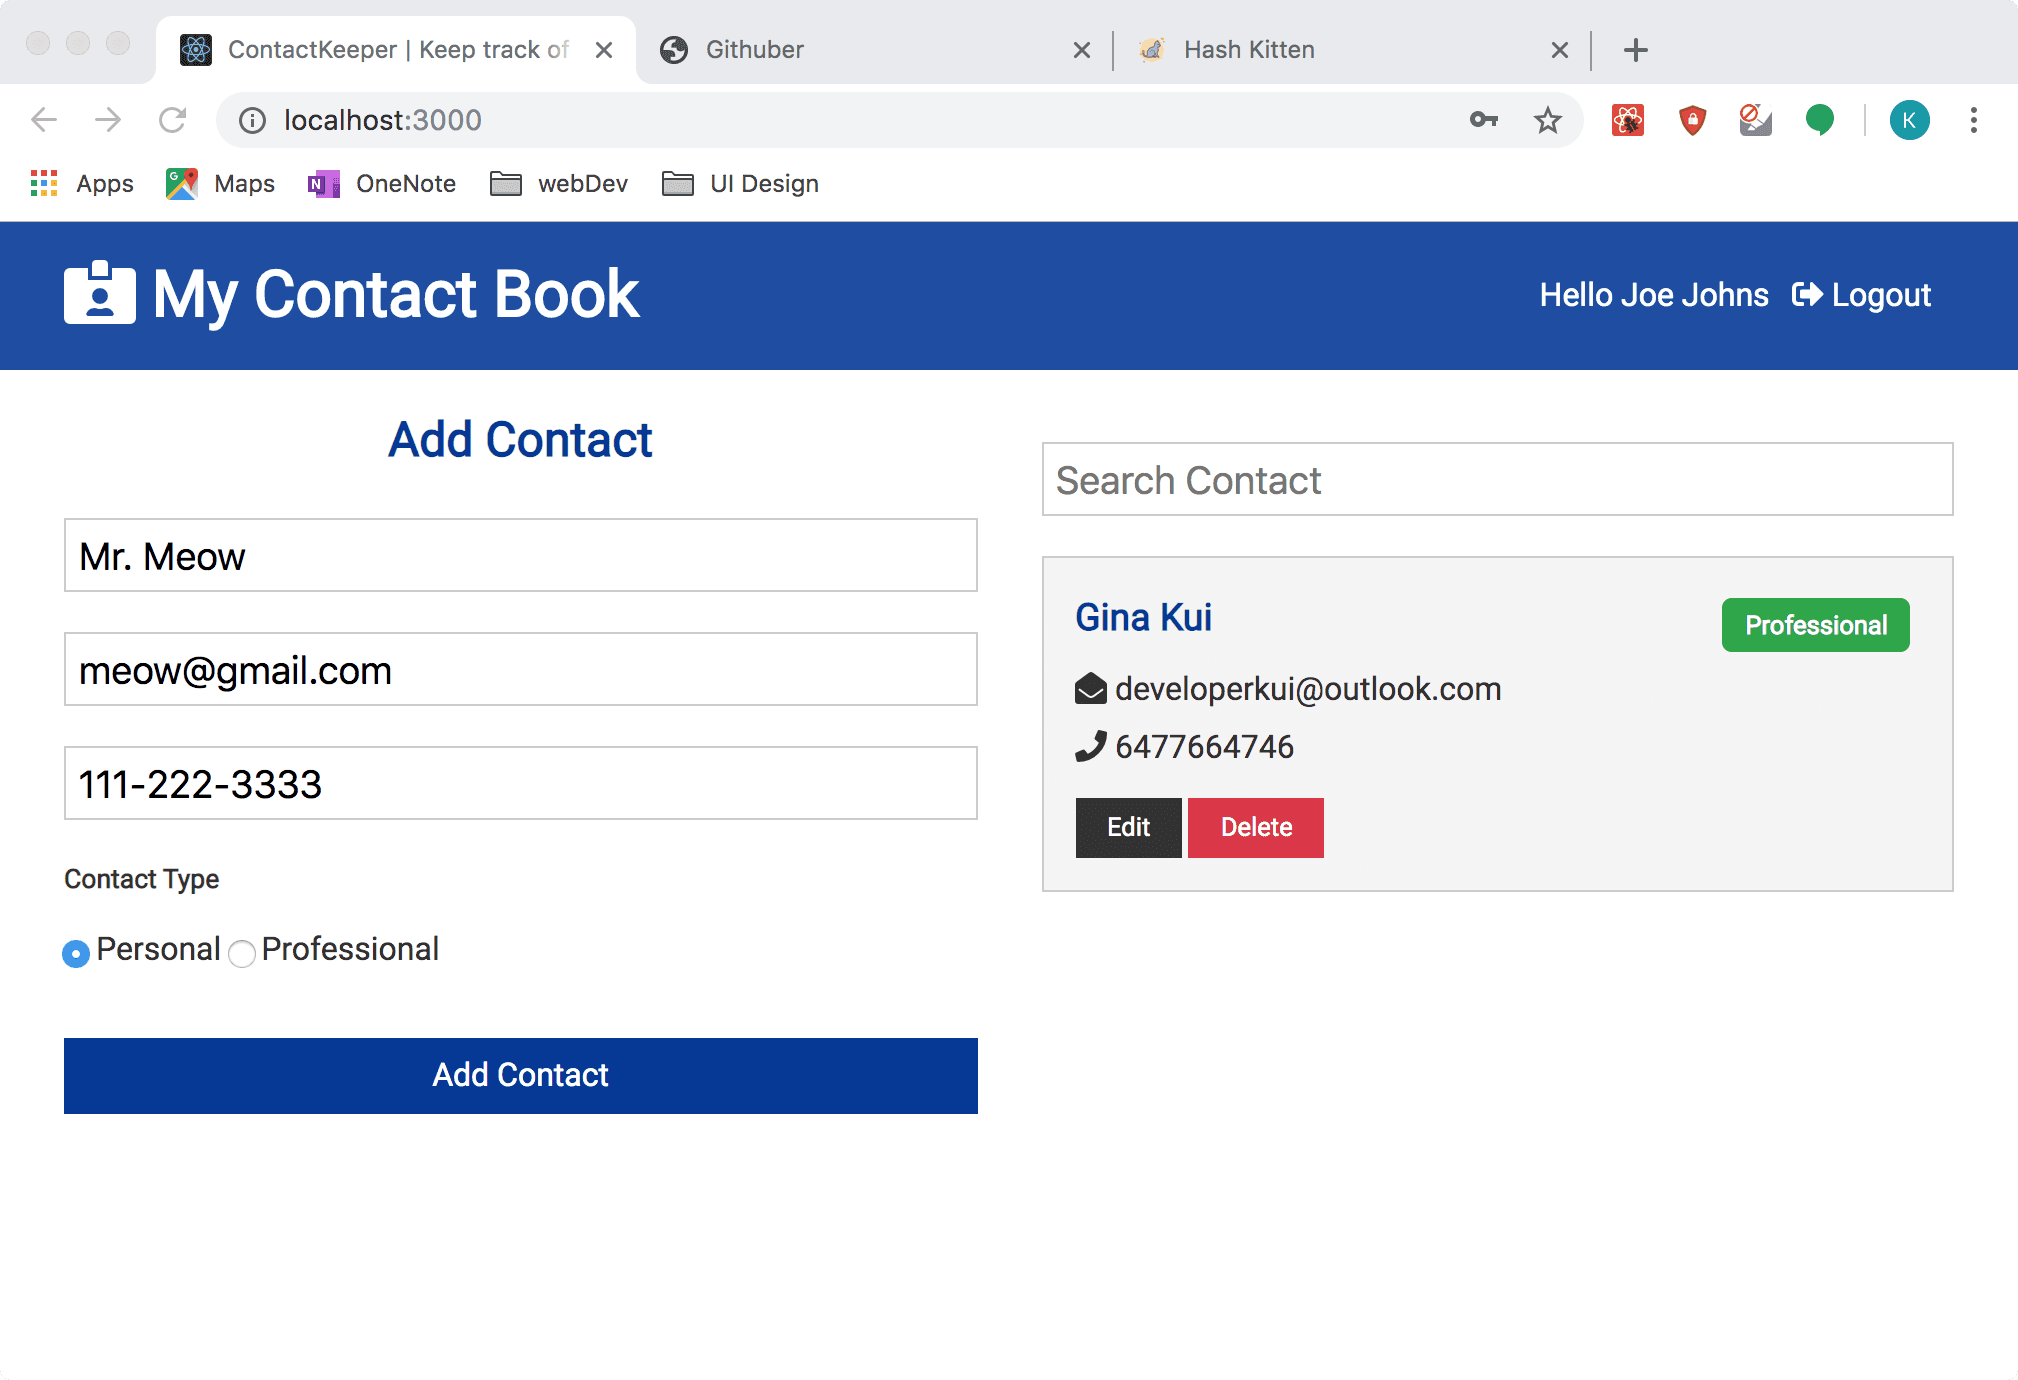 ContactKeeper | Keep track of
Githuber
Hash Kitten
localhost:3000
K
Apps
Maps
OneNote
webDev
UI Design
My Contact Book
Hello Joe Johns
Logout
Add Contact
Mr. Meow
meow@gmail.com
111-222-3333
Contact Type
Personal
Professional
Add Contact
Search Contact
Gina Kui
Professional
developerkui@outlook.com
6477664746
Edit
Delete